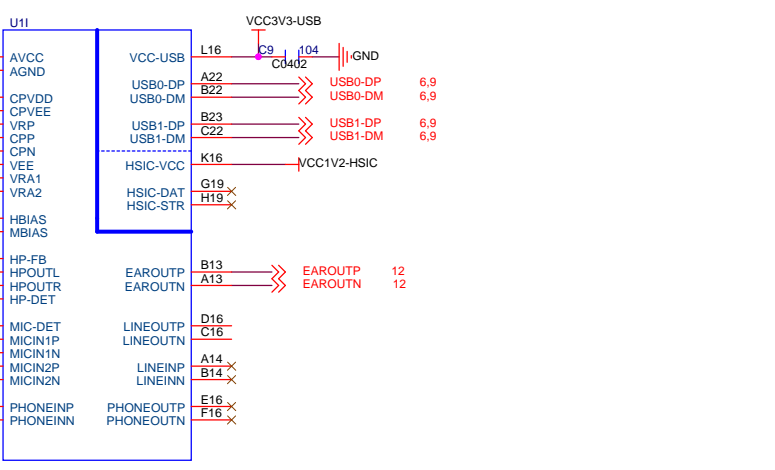 U1I VCC3V3-USB
AVCC VCC-USB L16 C9 104 GND
C0402
AGND
USB0-DP A22 USB0-DP 6,9
CPVDD USB0-DM B22 USB0-DM 6,9
CPVEE
VRP USB1-DP B23 USB1-DP 6,9
CPP USB1-DM C22 USB1-DM 6,9
CPN
VEE HSIC-VCC K16 VCC1V2-HSIC
VRA1
VRA2 HSIC-DAT G19
HSIC-STR H19
HBIAS
MBIAS
HP-FB
HPOUTL EAROUTP B13 EAROUTP 12
HPOUTR EAROUTN A13 EAROUTN 12
HP-DET
MIC-DET LINEOUTP D16
MICIN1P LINEOUTN C16
MICIN1N
MICIN2P LINEINP A14
MICIN2N LINEINN B14
PHONEINP PHONEOUTP E16
PHONEINN PHONEOUTN F16